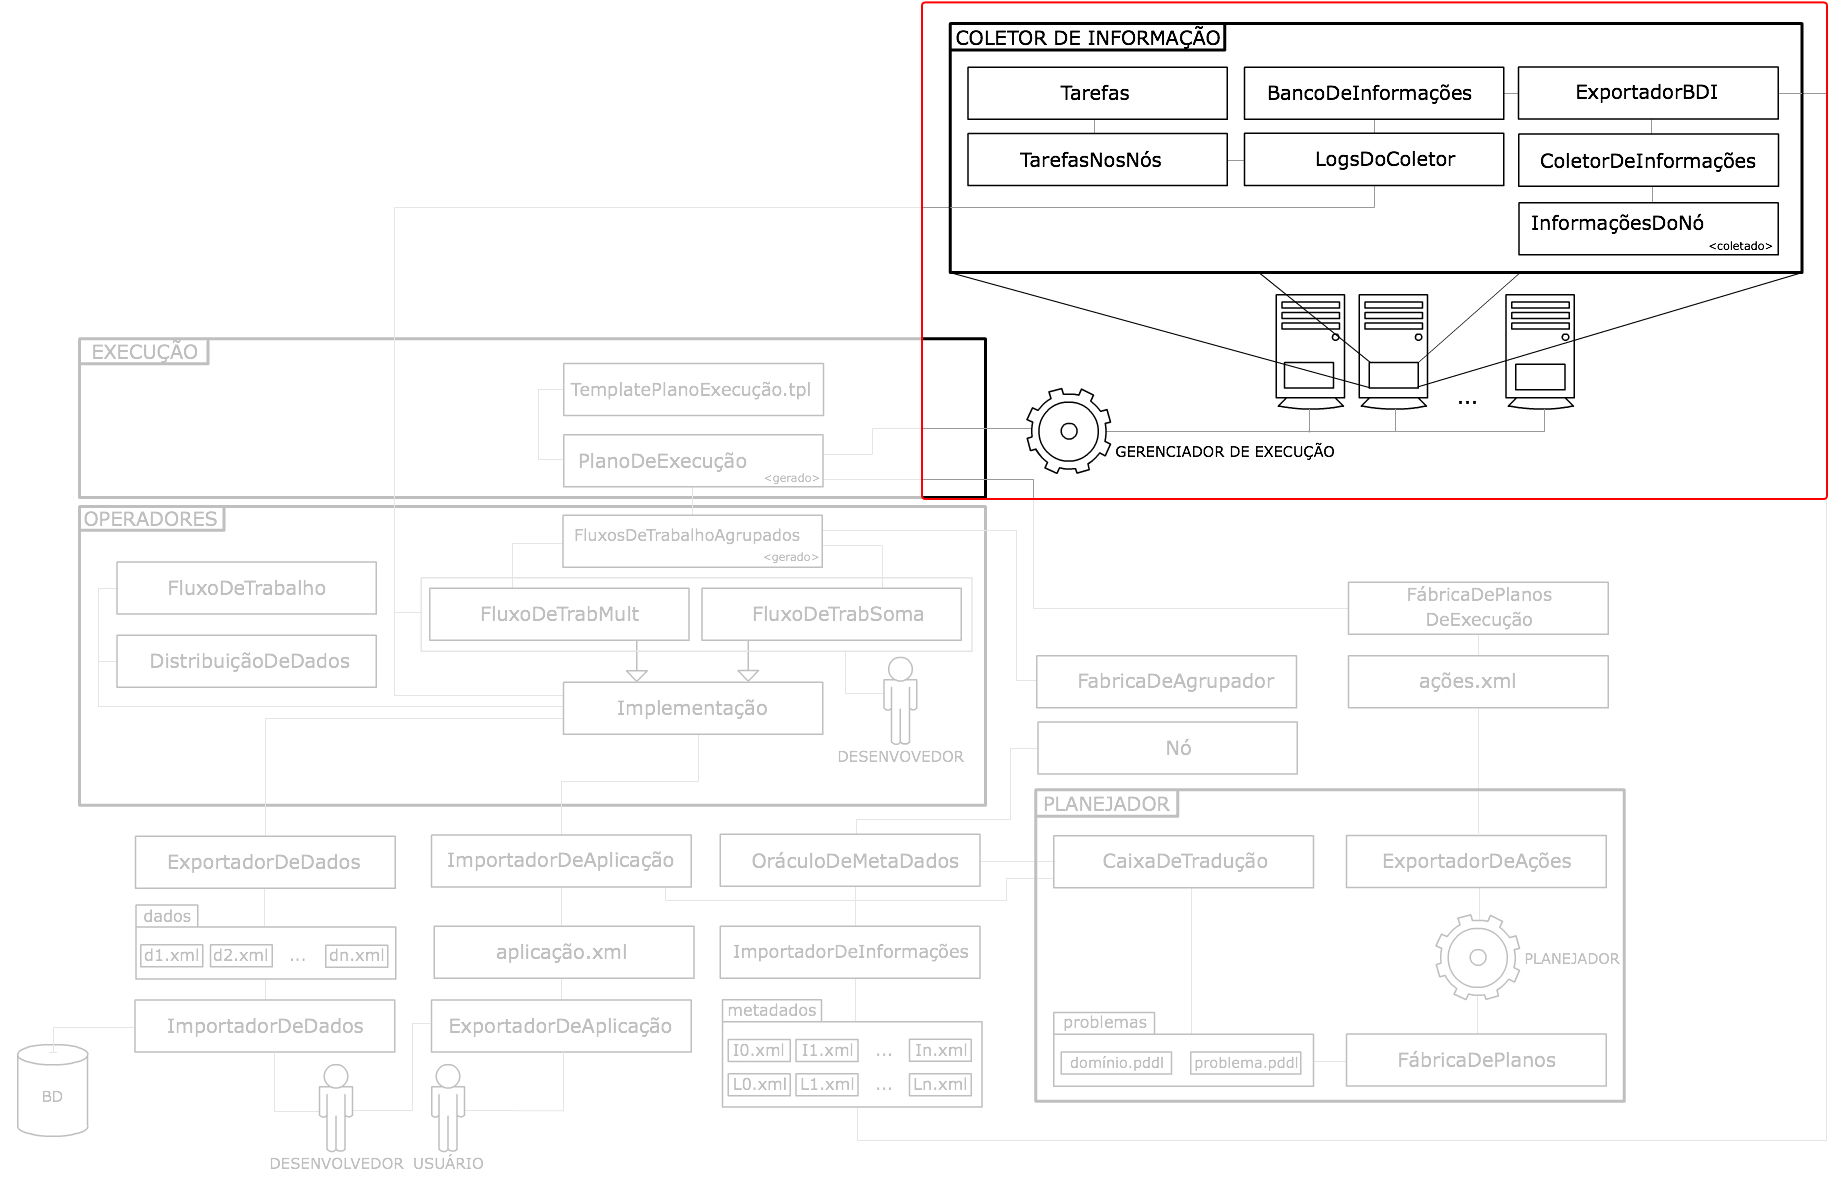 COLETOR DE INFORMAÇÃO
Tarefas
BancoDeInformações
ExportadorBDI
TarefasNosNós
LogsDoColetor
ColetorDeInformações
InformaçõesDoNó
<coletado>
...
GERENCIADOR DE EXECUÇÃO
EXECUÇÃO
TemplatePlanoExecução.tpl
PlanoDeExecução
<gerado>
OPERADORES
FluxosDeTrabalhoAgrupados
<gerado>
FluxoDeTrabalho
FluxoDeTrabMult
FluxoDeTrabSoma
DistribuiçãoDeDados
Implementação
DESENVOVEDOR
FábricaDePlanos
DeExecução
FabricaDeAgrupador
ações.xml
Nó
PLANEJADOR
ExportadorDeDados
ImportadorDeAplicação
OráculoDeMetaDados
CaixaDeTradução
ExportadorDeAções
dados
d1.xml d2.xml ... dn.xml
aplicação.xml
ImportadorDeInformações
PLANEJADOR
ImportadorDeDados
ExportadorDeAplicação
metadados
I0.xml I1.xml ... In.xml
L0.xml L1.xml ... Ln.xml
problemas
domínio.pddl problema.pddl
FábricaDePlanos
BD
DESENVOLVEDOR
USUÁRIO